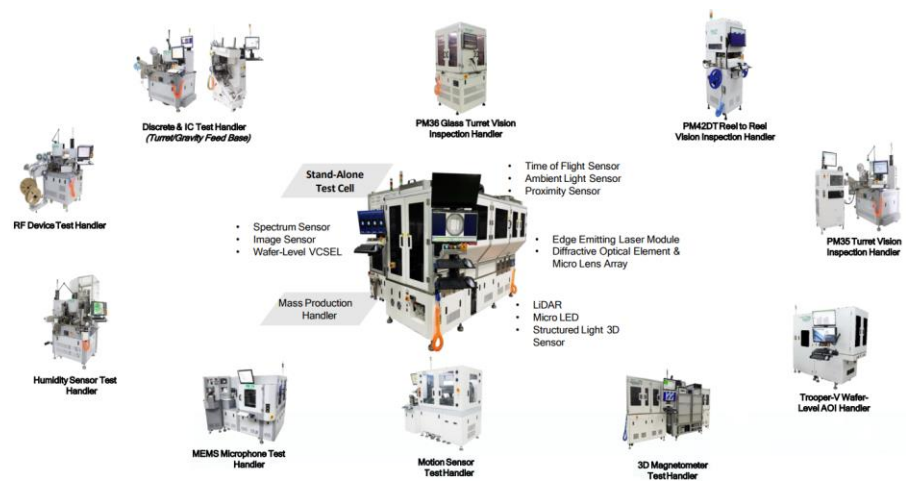 Discrete & IC Test Handler
(Turret/Gravity Feed Base)
PM36 Glass Turret Vision
Inspection Handler
PM42DT Reel to Reel
Vision Inspection Handler
RF Device Test Handler
Stand-Alone
Test Cell
• Time of Flight Sensor
• Ambient Light Sensor
• Proximity Sensor
• Spectrum Sensor
• Image Sensor
• Wafer-Level VCSEL
• Edge Emitting Laser Module
• Diffractive Optical Element &
Micro Lens Array
PM35 Turret Vision
Inspection Handler
Mass Production
Handler
• LiDAR
• Micro LED
• Structured Light 3D
Sensor
Humidity Sensor Test
Handler
Trooper-V Wafer-
Level AOI Handler
MEMS Microphone Test
Handler
Motion Sensor
Test Handler
3D Magnetometer
Test Handler